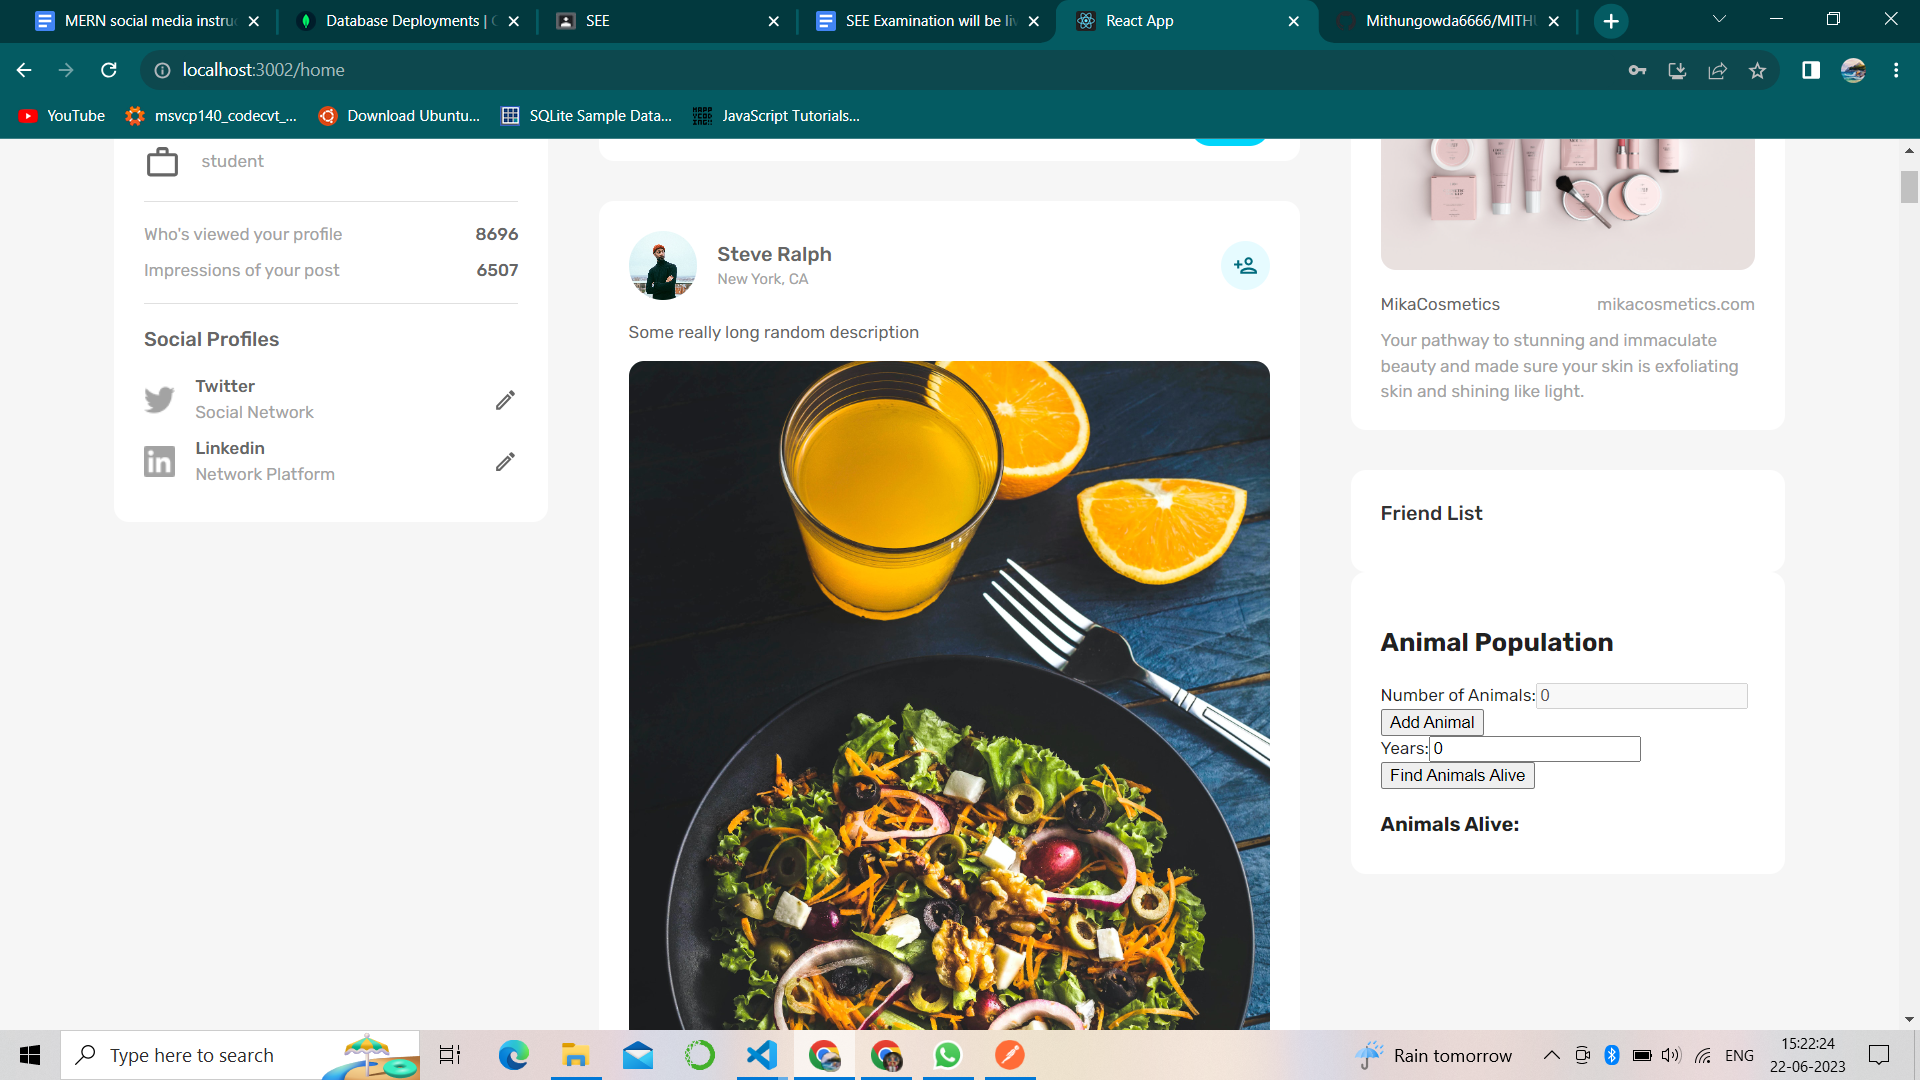 MERN social media instruc
Database Deployments | C
SEE
SEE Examination will be liv
React App
Mithungowda6666/MITHU
localhost:3002/home
YouTube
msvcp140_codecvt_...
Download Ubuntu...
SQLite Sample Data...
JavaScript Tutorials...
student
Who's viewed your profile 8696
Impressions of your post 6507
Social Profiles
Twitter
Social Network
Linkedin
Network Platform
Steve Ralph
New York, CA
Some really long random description
MikaCosmetics mikacosmetics.com
Your pathway to stunning and immaculate
beauty and made sure your skin is exfoliating
skin and shining like light.
Friend List
Animal Population
Number of Animals: 0
Add Animal
Years: 0
Find Animals Alive
Animals Alive:
Type here to search
Rain tomorrow
ENG
15:22:24
22-06-2023